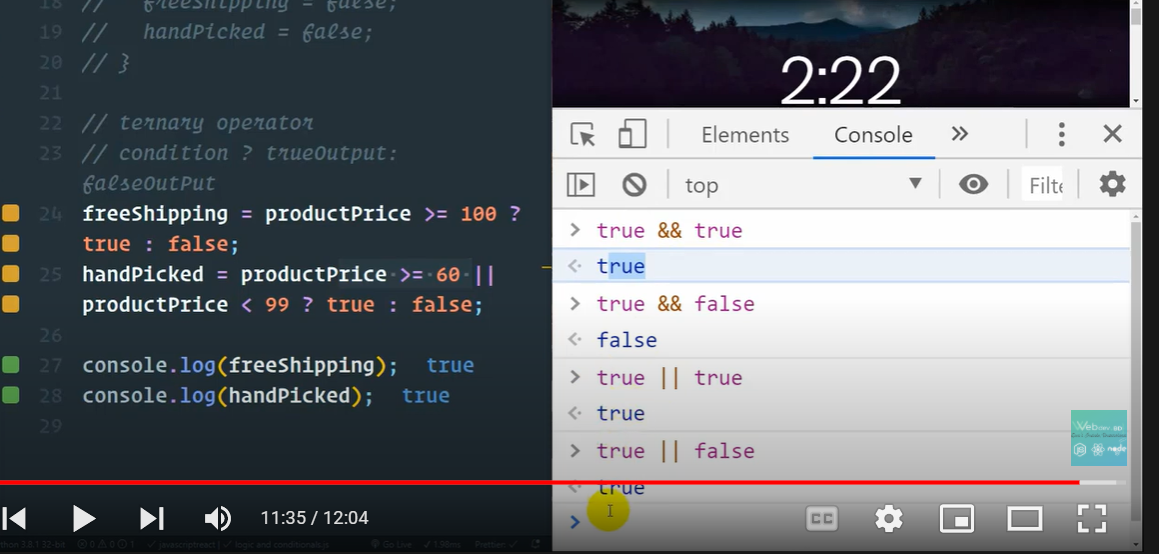 18 // freeShipping = false;
19 // handPicked = false;
20 // }
21
22 // ternary operator
23 // condition ? trueOutput:
falseOutPut
24 freeShipping = productPrice >= 100 ?
true : false;
25 handPicked = productPrice >= 60 ||
productPrice < 99 ? true : false;
26
27 console.log(freeShipping); true
28 console.log(handPicked); true
29
2:22
Elements Console
top Filte
true && true
true
true && false
false
true || true
true
true || false
true
11:35 / 12:04
CC